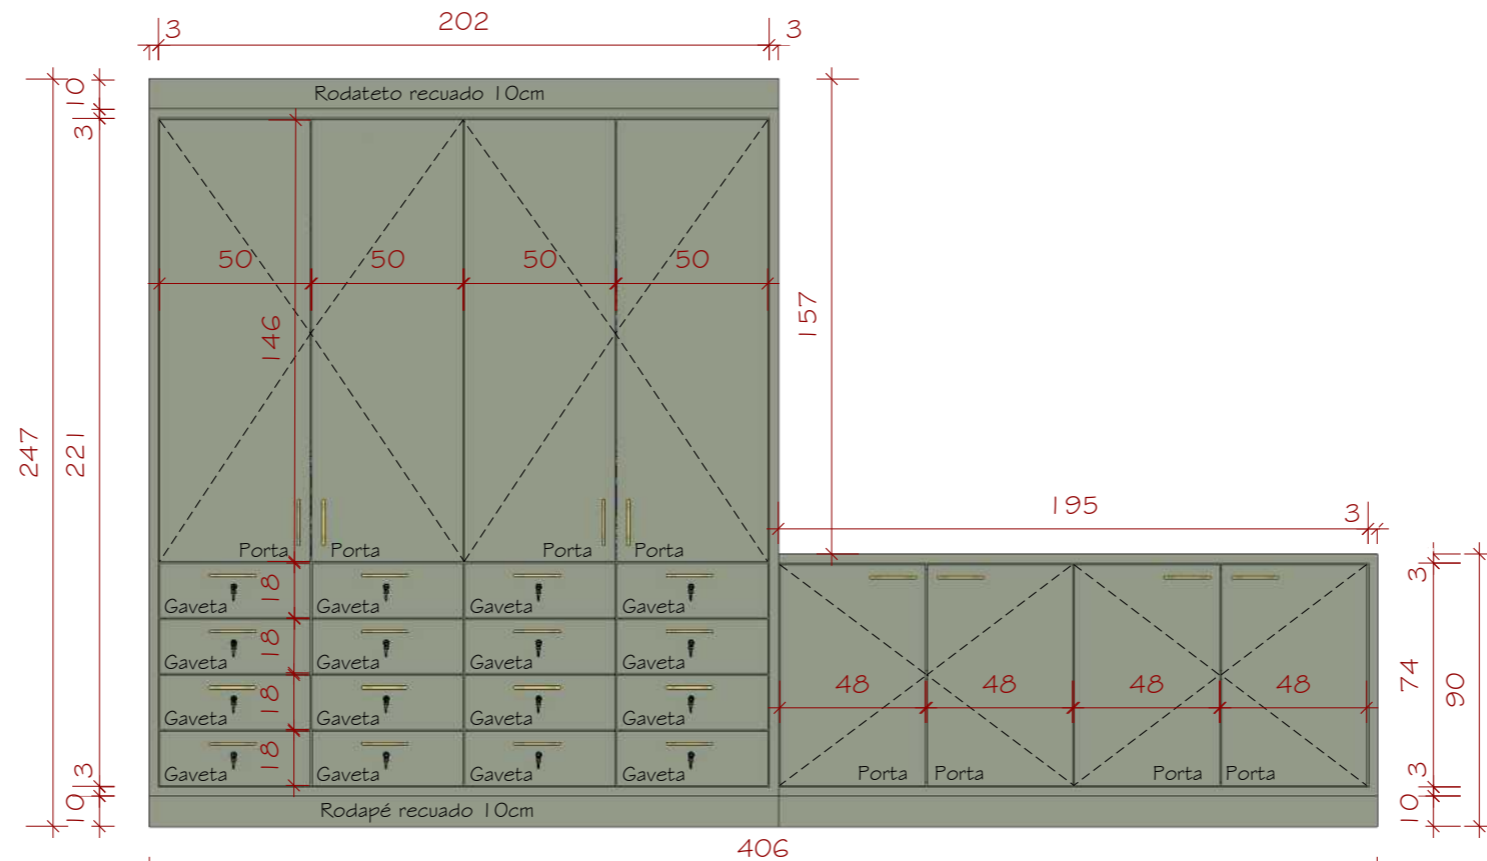 3 202 3
10
Rodateto recuado 10cm
3
50 50 50 50
146
157
247
221
195 3
Porta Porta Porta Porta
18
3
Gaveta Gaveta Gaveta Gaveta
18
Gaveta Gaveta Gaveta Gaveta
48 48 48 48
74
90
18
Gaveta Gaveta Gaveta Gaveta
18
3
Gaveta Gaveta Gaveta Gaveta
Porta Porta Porta Porta
3
10
Rodapé recuado 10cm
10
406